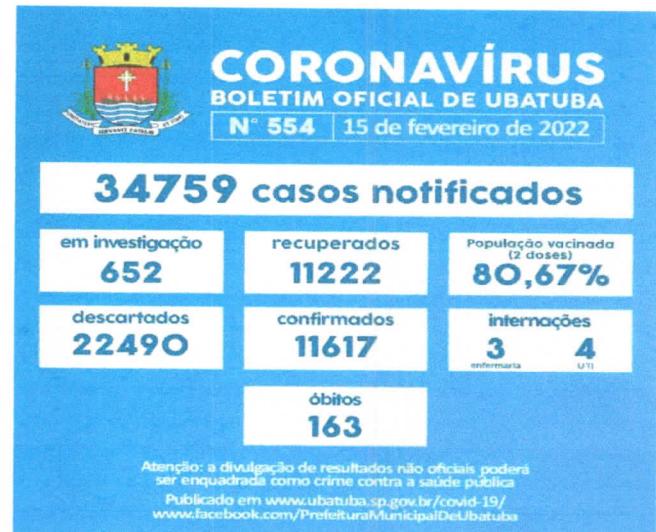 CORONAVÍRUS
BOLETIM OFICIAL DE UBATUBA
N° 554 | 15 de fevereiro de 2022
34759 casos notificados
em investigação
652
recuperados
11222
População vacinada
(2 doses)
80,67%
descartados
22490
confirmados
11617
internações
3 4
enfermaria UTI
óbitos
163
Atenção: a divulgação de resultados não oficiais poderá
ser enquadrada como crime contra a saúde pública
Publicado em www.ubatuba.sp.gov.br/covid-19/
www.facebook.com/PrefeituraMunicipalDeUbatuba